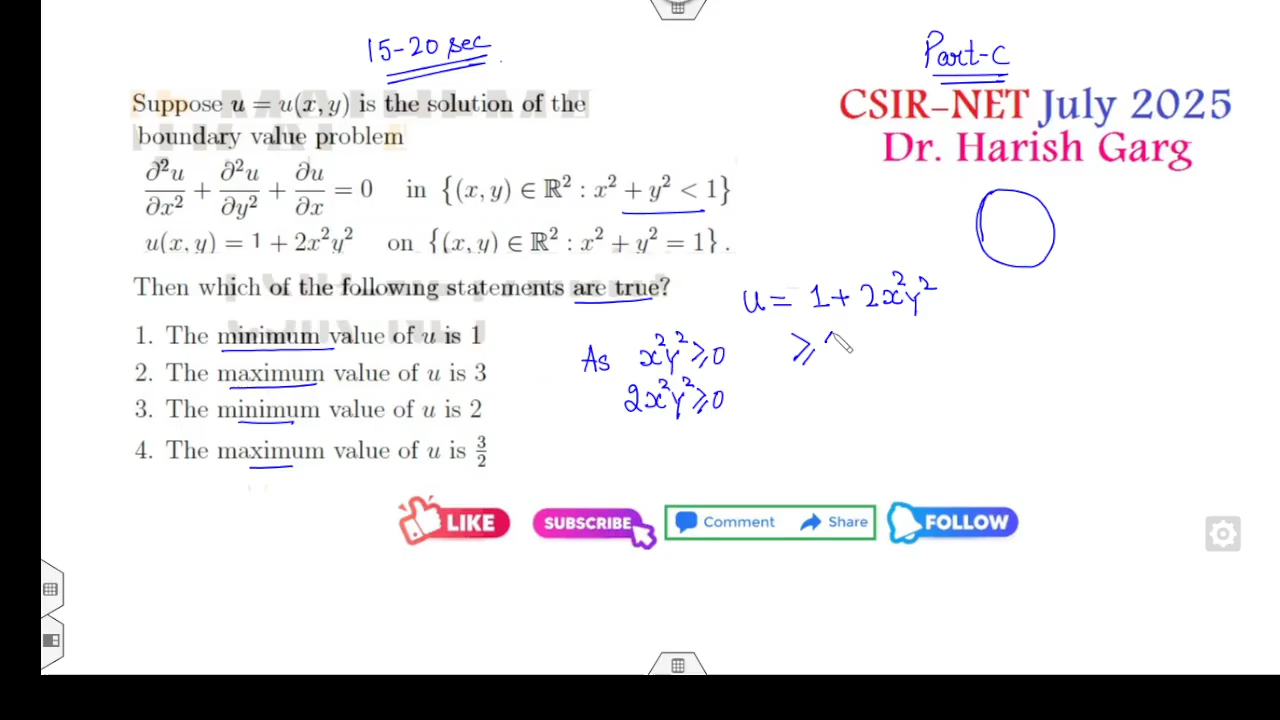 15-20 sec
Part-C
CSIR-NET July 2025
Dr. Harish Garg
Suppose u = u(x, y) is the solution of the
boundary value problem
∂²u/∂x² + ∂²u/∂y² + ∂u/∂x = 0 in {(x, y) ∈ ℝ² : x² + y² < 1}
u(x, y) = 1 + 2x²y² on {(x, y) ∈ ℝ² : x² + y² = 1}.
Then which of the following statements are true?
1. The minimum value of u is 1
2. The maximum value of u is 3
3. The minimum value of u is 2
4. The maximum value of u is 3/2
u = 1 + 2x²y²
As x²y² ≥ 0 ≥
2x²y² ≥ 0
LIKE SUBSCRIBE Comment Share FOLLOW